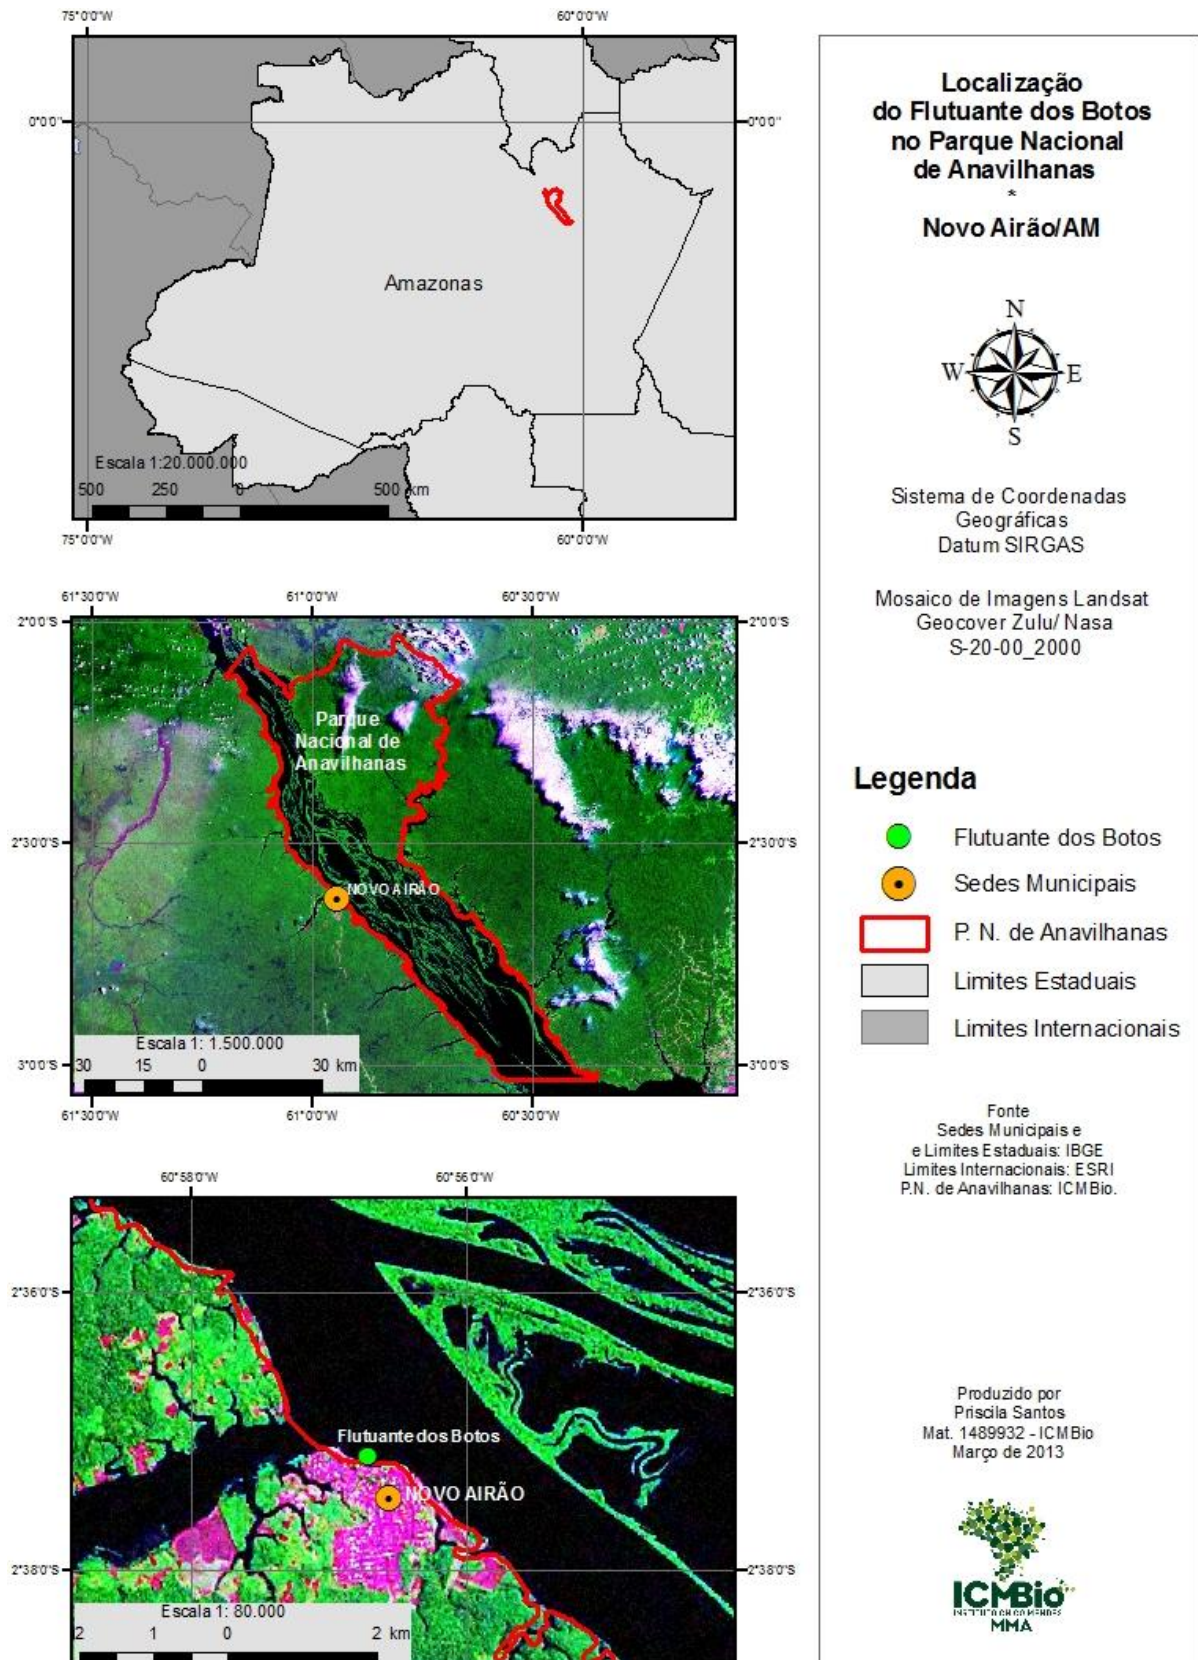 75°0'0"W
60°0'0"W
0°0'0"
0°0'0"
Amazonas
Escala 1:20.000.000
500 250 0 500 km
75°0'0"W
60°0'0"W
61°30'0"W
61°0'0"W
60°30'0"W
2°0'0"S
2°0'0"S
Parque
Nacional de
Anavilhanas
2°30'0"S
2°30'0"S
NOVO AIRÃO
Escala 1: 1.500.000
30 15 0 30 km
3°0'0"S
3°0'0"S
61°30'0"W
61°0'0"W
60°30'0"W
60°58'0"W
60°56'0"W
2°36'0"S
2°36'0"S
Flutuante dos Botos
NOVO AIRÃO
2°38'0"S
2°38'0"S
Escala 1: 80.000
2 1 0 2 km
Localização
do Flutuante dos Botos
no Parque Nacional
de Anavilhanas
*
Novo Airão/AM
N
W E
S
Sistema de Coordenadas
Geográficas
Datum SIRGAS
Mosaico de Imagens Landsat
Geocover Zulu/ Nasa
S-20-00_2000
Legenda
Flutuante dos Botos
Sedes Municipais
P. N. de Anavilhanas
Limites Estaduais
Limites Internacionais
Fonte
Sedes Municipais e
e Limites Estaduais: IBGE
Limites Internacionais: ESRI
P.N. de Anavilhanas: ICMBio.
Produzido por
Priscila Santos
Mat. 1489932 - ICMBio
Março de 2013
ICMBio
INSTITUTO CHICO MENDES
MMA